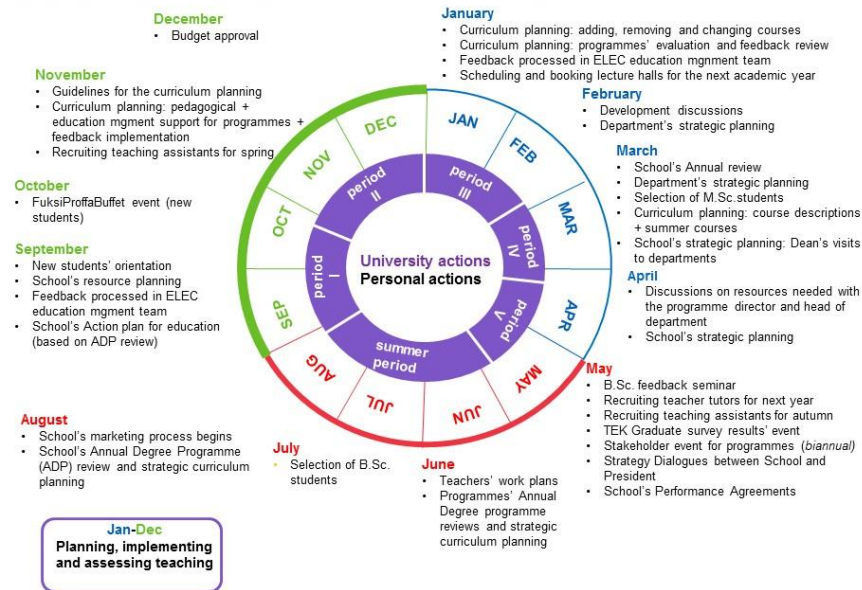 December
• Budget approval
January
• Curriculum planning: adding, removing and changing courses
• Curriculum planning: programmes' evaluation and feedback review
• Feedback processed in ELEC education mgnment team
• Scheduling and booking lecture halls for the next academic year
November
• Guidelines for the curriculum planning
• Curriculum planning: pedagogical +
education mgment support for programmes +
feedback implementation
• Recruiting teaching assistants for spring
February
• Development discussions
• Department's strategic planning
March
• School's Annual review
• Department's strategic planning
• Selection of M.Sc.students
• Curriculum planning: course descriptions
+ summer courses
• School's strategic planning: Dean's visits
to departments
October
• FuksiProffaBuffet event (new
students)
September
• New students' orientation
• School's resource planning
• Feedback processed in ELEC
education mgment team
• School's Action plan for education
(based on ADP review)
April
• Discussions on resources needed with
the programme director and head of
department
• School's strategic planning
JAN
FEB
MAR
APR
MAY
JUN
JUL
AUG
SEP
OCT
NOV
DEC
period
III
period
IV
period
V
summer
period
period
I
period
II
University actions
Personal actions
May
• B.Sc. feedback seminar
• Recruiting teacher tutors for next year
• Recruiting teaching assistants for autumn
• TEK Graduate survey results' event
• Stakeholder event for programmes (biannual)
• Strategy Dialogues between School and
President
• School's Performance Agreements
August
• School's marketing process begins
• School's Annual Degree Programme
(ADP) review and strategic curriculum
planning
July
• Selection of B.Sc.
students
June
• Teachers' work plans
• Programmes' Annual
Degree programme
reviews and strategic
curriculum planning
Jan-Dec
Planning, implementing
and assessing teaching